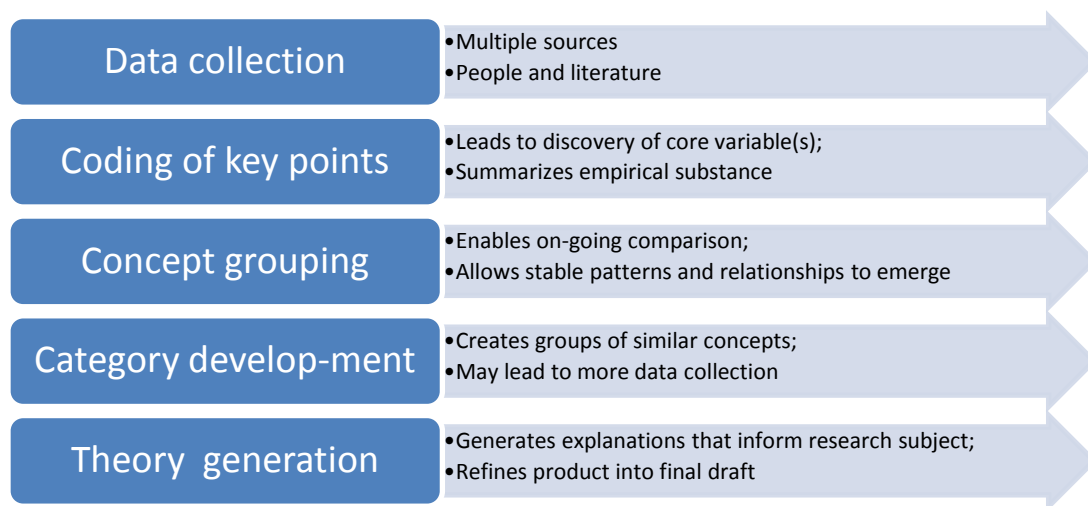 Data collection
•Multiple sources
•People and literature
Coding of key points
•Leads to discovery of core variable(s);
•Summarizes empirical substance
Concept grouping
•Enables on-going comparison;
•Allows stable patterns and relationships to emerge
Category develop-ment
•Creates groups of similar concepts;
•May lead to more data collection
Theory  generation
•Generates explanations that inform research subject;
•Refines product into final draft